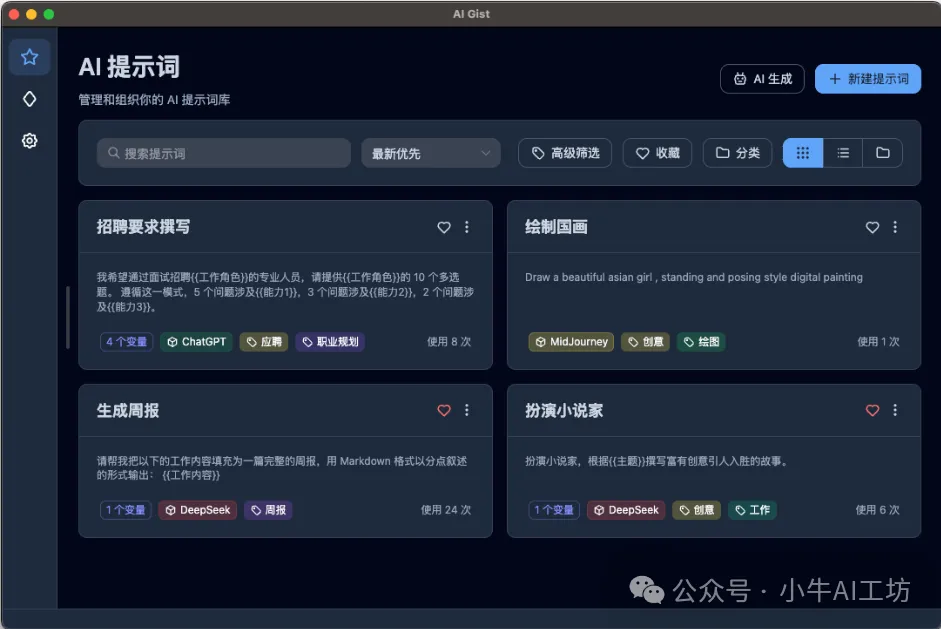 AI Gist
AI 提示词
管理和组织你的 AI 提示词库
AI 生成
新建提示词
搜索提示词
最新优先
高级筛选
收藏
分类
招聘要求撰写
我希望通过面试招聘{{工作角色}}的专业人员，请提供{{工作角色}}的 10 个多选
题。 遵循这一模式，5 个问题涉及{{能力1}}，3 个问题涉及{{能力2}}，2 个问题涉
及{{能力3}}。
4 个变量 ChatGPT 应聘 职业规划 使用 8 次
绘制国画
Draw a beautiful asian girl , standing and posing style digital painting
MidJourney 创意 绘图 使用 1 次
生成周报
请帮我把以下的工作内容填充为一篇完整的周报，用 Markdown 格式以分点叙述
的形式输出： {{工作内容}}
1 个变量 DeepSeek 周报 使用 24 次
扮演小说家
扮演小说家，根据{{主题}}撰写富有创意引人入胜的故事。
1 个变量 DeepSeek 创意 工作 使用 6 次
公众号 · 小牛AI工坊